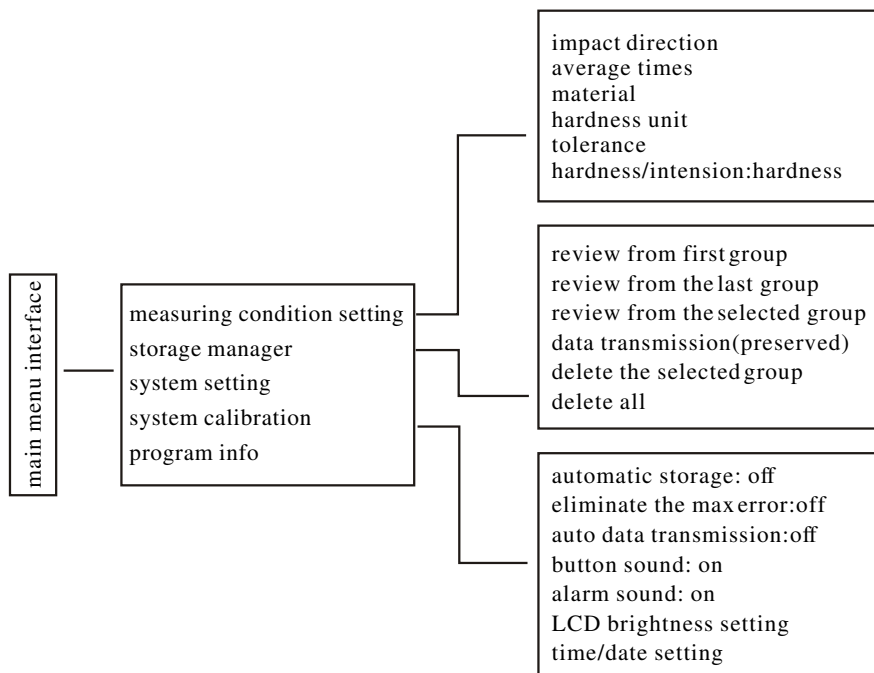 main menu interface
measuring condition setting
storage manager
system setting
system calibration
program info
impact direction
average times
material
hardness unit
tolerance
hardness/intension:hardness
review from first group
review from the last group
review from the selected group
data transmission(preserved)
delete the selected group
delete all
automatic storage: off
eliminate the max error:off
auto data transmission:off
button sound: on
alarm sound: on
LCD brightness setting
time/date setting